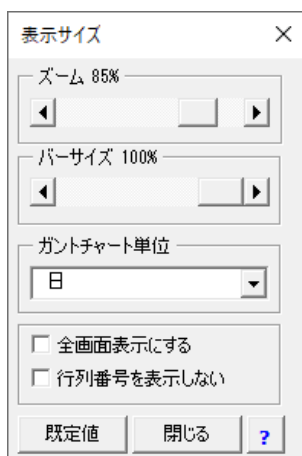 表示サイズ
ズーム 85%
バーサイズ 100%
ガントチャート単位
日
全画面表示にする
行列番号を表示しない
既定値 閉じる ?